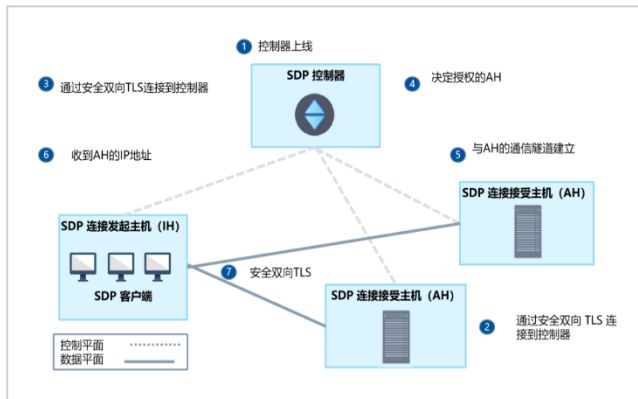 1 控制器上线
SDP 控制器
3 通过安全双向TLS连接到控制器
4 决定授权的AH
6 收到AH的IP地址
5 与AH的通信隧道建立
SDP 连接接受主机（AH）
SDP 连接发起主机（IH）
SDP 客户端
7 安全双向TLS
SDP 连接接受主机（AH）
2 通过安全双向 TLS 连
接到控制器
控制平面
数据平面